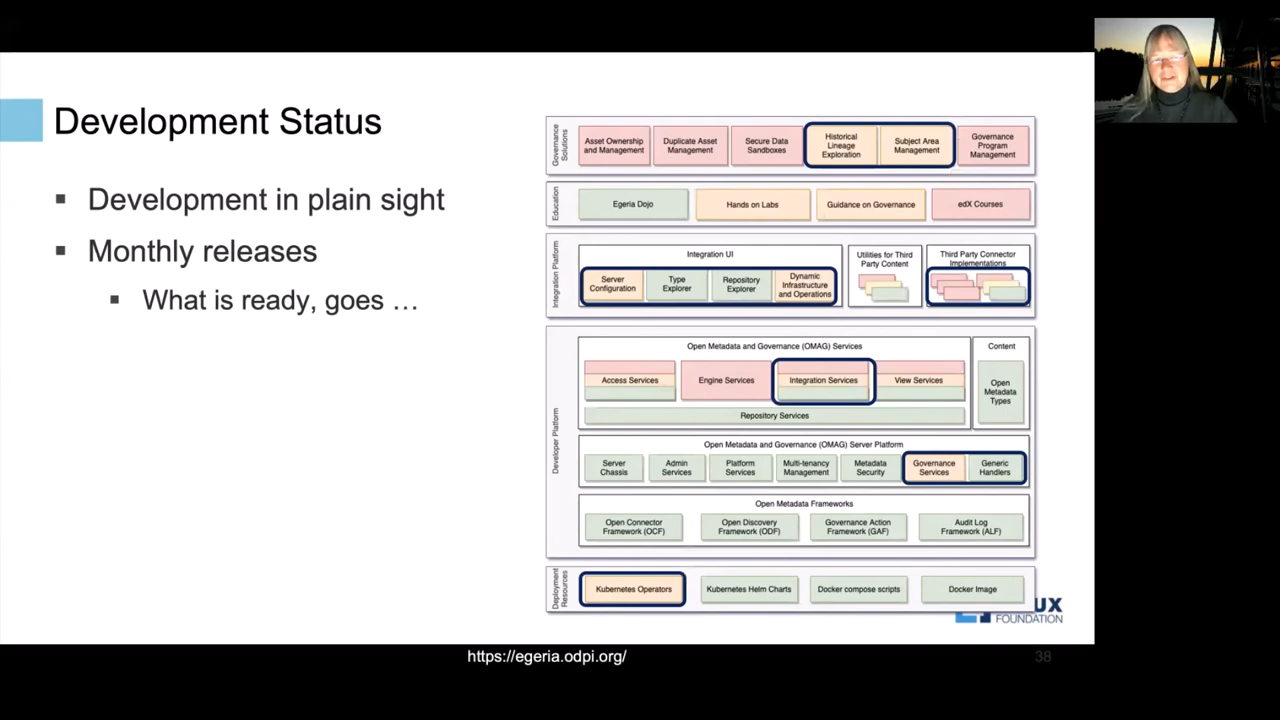 Development Status
▪ Development in plain sight
▪ Monthly releases
▪ What is ready, goes …
Governance
Solutions
Asset Ownership
and Management
Duplicate Asset
Management
Secure Data
Sandboxes
Historical
Lineage
Exploration
Subject Area
Management
Governance
Program
Management
Education
Egeria Dojo
Hands on Labs
Guidance on Governance
edX Courses
Integration Platform
Integration UI
Server
Configuration
Type
Explorer
Repository
Explorer
Dynamic
Infrastructure
and Operations
Utilities for Third
Party Content
Third Party Connector
Implementations
Developer Platform
Open Metadata and Governance (OMAG) Services
Access Services
Engine Services
Integration Services
View Services
Repository Services
Content
Open
Metadata
Types
Open Metadata and Governance (OMAG) Server Platform
Server
Chassis
Admin
Services
Platform
Services
Multi-tenancy
Management
Metadata
Security
Governance
Services
Generic
Handlers
Open Metadata Frameworks
Open Connector
Framework (OCF)
Open Discovery
Framework (ODF)
Governance Action
Framework (GAF)
Audit Log
Framework (ALF)
Deployment
Resources
Kubernetes Operators
Kubernetes Helm Charts
Docker compose scripts
Docker Image
UX
FOUNDATION
https://egeria.odpi.org/
38